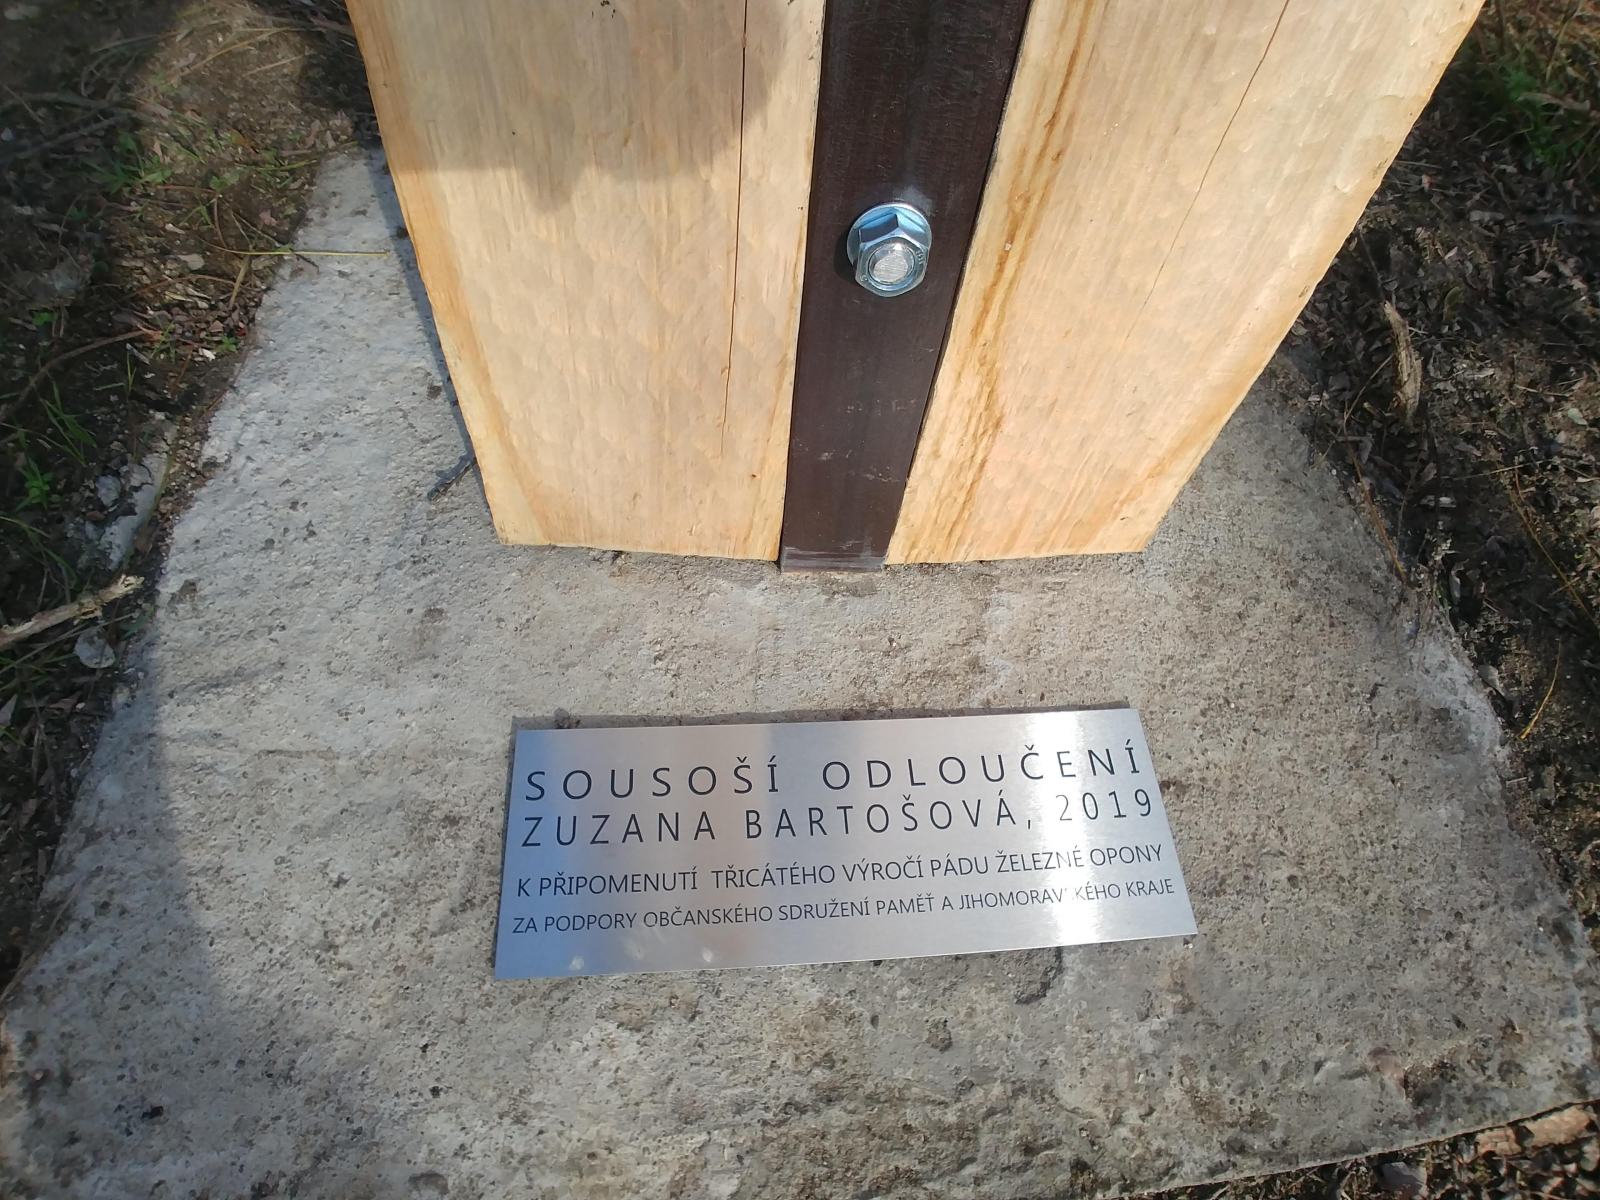 SOUSOŠÍ ODLOUČENÍ
ZUZANA BARTOŠOVÁ, 2019
K PŘIPOMENUTÍ TŘICÁTÉHO VÝROČÍ PÁDU ŽELEZNÉ OPONY
ZA PODPORY OBČANSKÉHO SDRUŽENÍ PAMĚŤ A JIHOMORAVSKÉHO KRAJE